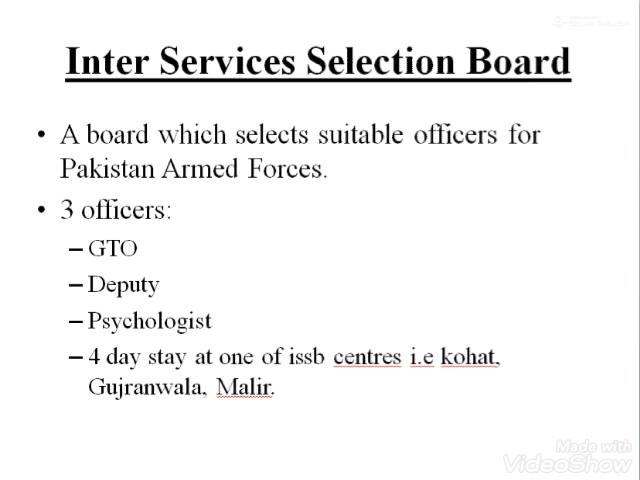 Inter Services Selection Board
• A board which selects suitable officers for
Pakistan Armed Forces.
• 3 officers:
– GTO
– Deputy
– Psychologist
– 4 day stay at one of issb centres i.e kohat,
Gujranwala, Malir.
Made with
VideoShow